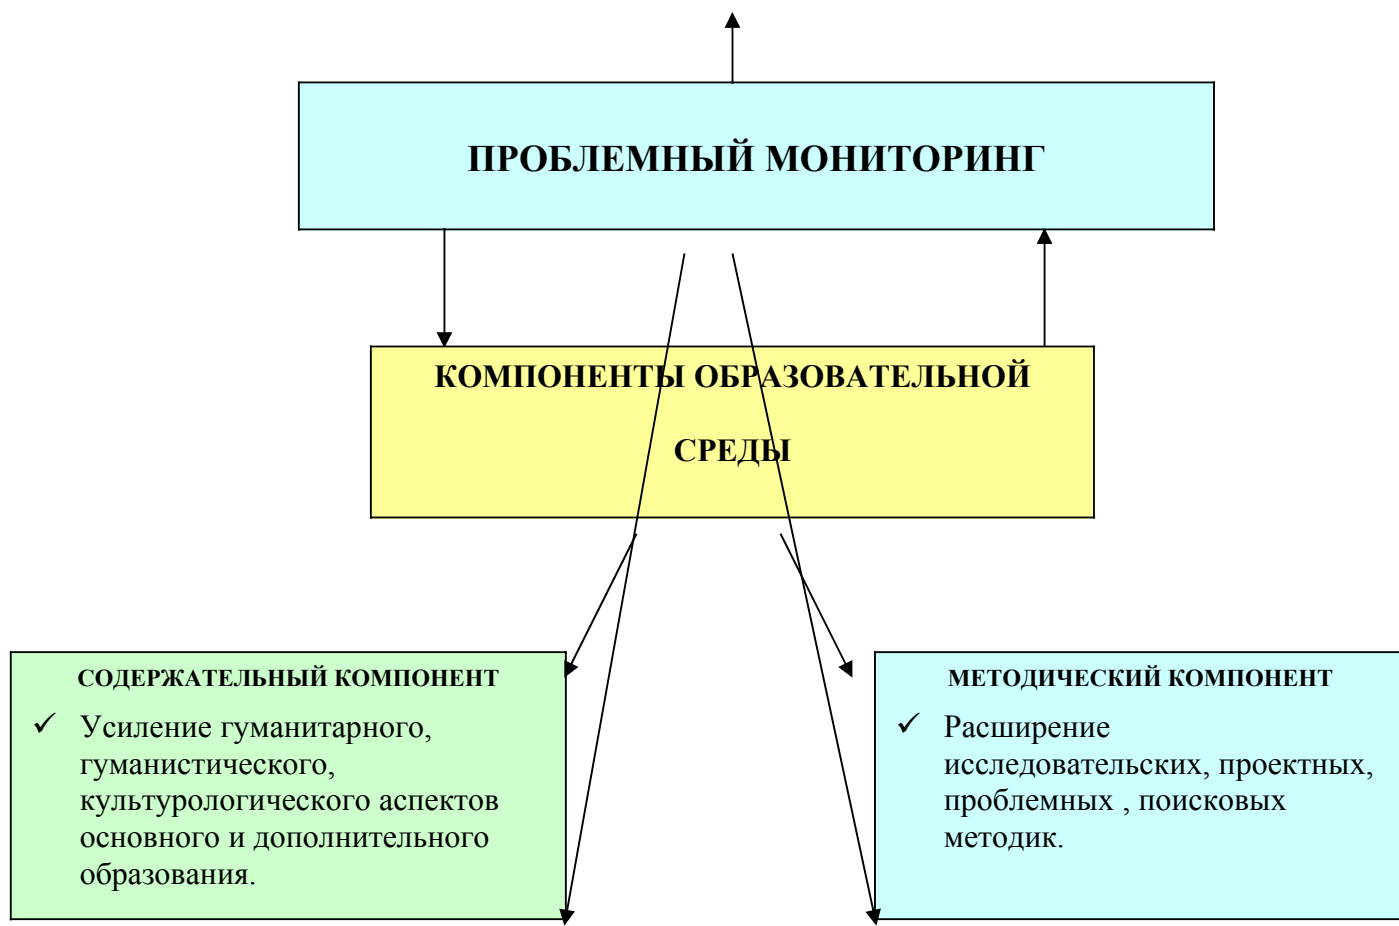 ПРОБЛЕМНЫЙ МОНИТОРИНГ
КОМПОНЕНТЫ ОБРАЗОВАТЕЛЬНОЙ
СРЕДЫ
СОДЕРЖАТЕЛЬНЫЙ КОМПОНЕНТ
✓ Усиление гуманитарного,
гуманистического,
культурологического аспектов
основного и дополнительного
образования.
МЕТОДИЧЕСКИЙ КОМПОНЕНТ
✓ Расширение
исследовательских, проектных,
проблемных , поисковых
методик.